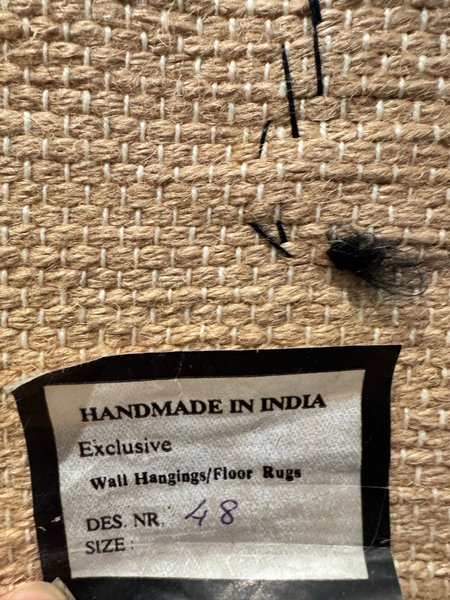 HANDMADE IN INDIA
Exclusive
Wall Hangings/Floor Rugs
DES. NR. 48
SIZE :